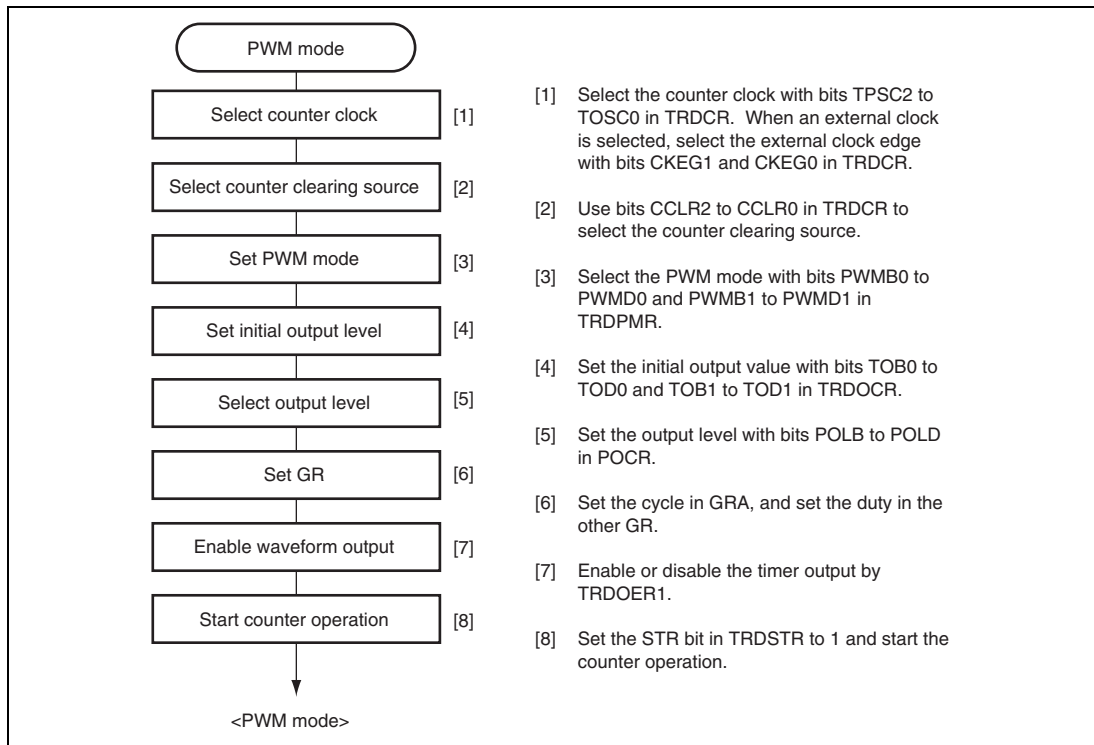 PWM mode
Select counter clock [1]
Select counter clearing source [2]
Set PWM mode [3]
Set initial output level [4]
Select output level [5]
Set GR [6]
Enable waveform output [7]
Start counter operation [8]
<PWM mode>
[1] Select the counter clock with bits TPSC2 to
TOSC0 in TRDCR. When an external clock
is selected, select the external clock edge
with bits CKEG1 and CKEG0 in TRDCR.
[2] Use bits CCLR2 to CCLR0 in TRDCR to
select the counter clearing source.
[3] Select the PWM mode with bits PWMB0 to
PWMD0 and PWMB1 to PWMD1 in
TRDPMR.
[4] Set the initial output value with bits TOB0 to
TOD0 and TOB1 to TOD1 in TRDOCR.
[5] Set the output level with bits POLB to POLD
in POCR.
[6] Set the cycle in GRA, and set the duty in the
other GR.
[7] Enable or disable the timer output by
TRDOER1.
[8] Set the STR bit in TRDSTR to 1 and start the
counter operation.